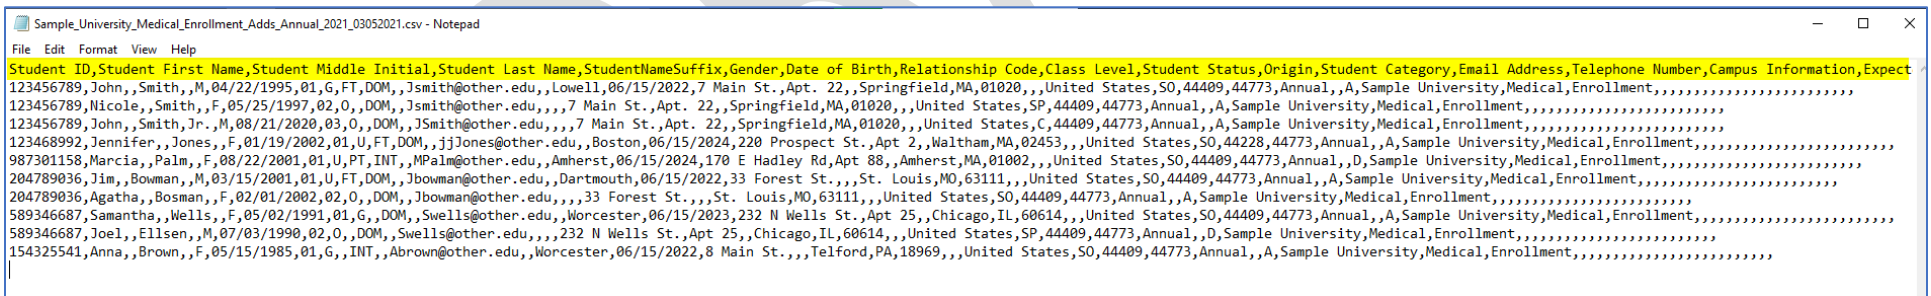 Sample_University_Medical_Enrollment_Adds_Annual_2021_03052021.csv - Notepad
File Edit Format View Help
Student ID,Student First Name,Student Middle Initial,Student Last Name,StudentNameSuffix,Gender,Date of Birth,Relationship Code,Class Level,Student Status,Origin,Student Category,Email Address,Telephone Number,Campus Information,Expect
123456789,John,,Smith,,M,04/22/1995,01,G,FT,DOM,,Jsmith@other.edu,,Lowell,06/15/2022,7 Main St.,Apt. 22,,Springfield,MA,01020,,,United States,SO,44409,44773,Annual,,A,Sample University,Medical,Enrollment,,,,,,,,,,,,,,,,,,,,,,,,,
123456789,Nicole,,Smith,,F,05/25/1997,02,O,,DOM,,Jsmith@other.edu,,,,7 Main St.,Apt. 22,,Springfield,MA,01020,,,United States,SP,44409,44773,Annual,,A,Sample University,Medical,Enrollment,,,,,,,,,,,,,,,,,,,,,,,,,
123456789,John,,Smith,Jr.,M,08/21/2020,03,O,,DOM,,JSmith@other.edu,,,,7 Main St.,Apt. 22,,Springfield,MA,01020,,,United States,C,44409,44773,Annual,,A,Sample University,Medical,Enrollment,,,,,,,,,,,,,,,,,,,,,,,,,
123468992,Jennifer,,Jones,,F,01/19/2002,01,U,FT,DOM,,jjJones@other.edu,,Boston,06/15/2024,220 Prospect St.,Apt 2,,Waltham,MA,02453,,,United States,SO,44228,44773,Annual,,A,Sample University,Medical,Enrollment,,,,,,,,,,,,,,,,,,,,,,,,,
987301158,Marcia,,Palm,,F,08/22/2001,01,U,PT,INT,,MPalm@other.edu,,Amherst,06/15/2024,170 E Hadley Rd,Apt 88,,Amherst,MA,01002,,,United States,SO,44409,44773,Annual,,D,Sample University,Medical,Enrollment,,,,,,,,,,,,,,,,,,,,,,,,,
204789036,Jim,,Bowman,,M,03/15/2001,01,U,FT,DOM,,Jbowman@other.edu,,Dartmouth,06/15/2022,33 Forest St.,,,St. Louis,MO,63111,,,United States,SO,44409,44773,Annual,,A,Sample University,Medical,Enrollment,,,,,,,,,,,,,,,,,,,,,,,,,
204789036,Agatha,,Bosman,,F,02/01/2002,02,O,,DOM,,Jbowman@other.edu,,,,33 Forest St.,,,St. Louis,MO,63111,,,United States,SO,44409,44773,Annual,,A,Sample University,Medical,Enrollment,,,,,,,,,,,,,,,,,,,,,,,,,
589346687,Samantha,,Wells,,F,05/02/1991,01,G,,DOM,,Swells@other.edu,,Worcester,06/15/2023,232 N Wells St.,Apt 25,,Chicago,IL,60614,,,United States,SO,44409,44773,Annual,,A,Sample University,Medical,Enrollment,,,,,,,,,,,,,,,,,,,,,,,,,
589346687,Joel,,Ellsen,,M,07/03/1990,02,O,,DOM,,Swells@other.edu,,,,232 N Wells St.,Apt 25,,Chicago,IL,60614,,,United States,SP,44409,44773,Annual,,D,Sample University,Medical,Enrollment,,,,,,,,,,,,,,,,,,,,,,,,,
154325541,Anna,,Brown,,F,05/15/1985,01,G,,INT,,Abrown@other.edu,,Worcester,06/15/2022,8 Main St.,,,Telford,PA,18969,,,United States,SO,44409,44773,Annual,,A,Sample University,Medical,Enrollment,,,,,,,,,,,,,,,,,,,,,,,,,